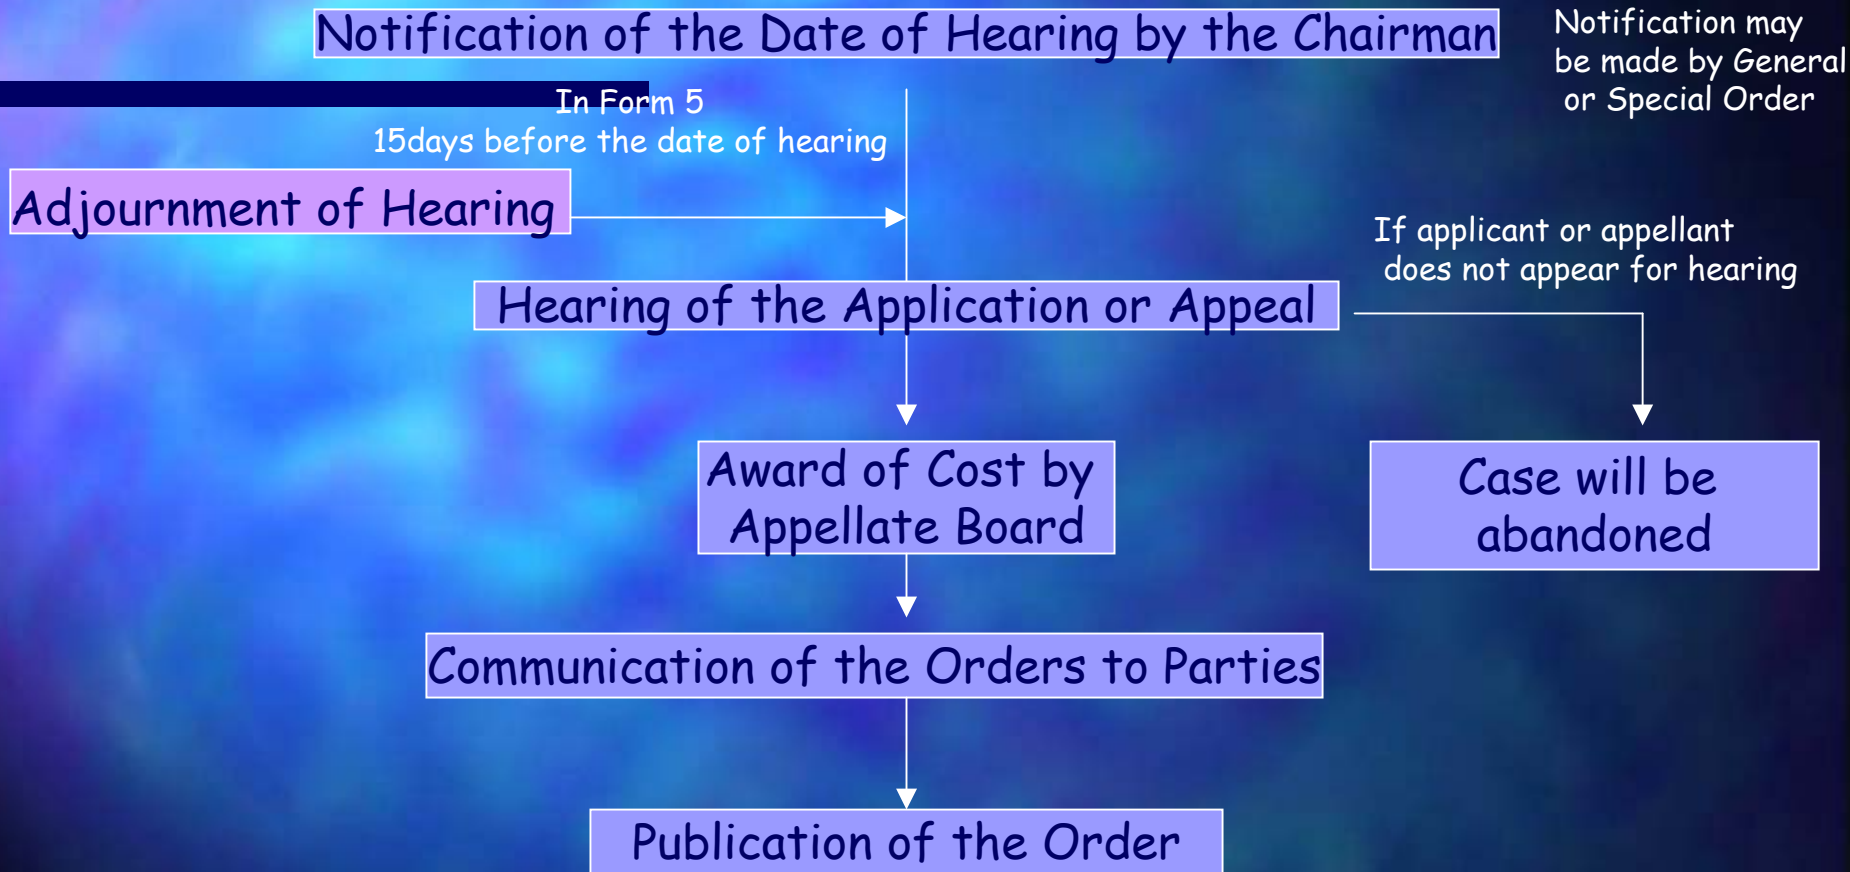 Notification of the Date of Hearing by the Chairman
Notification may
be made by General
or Special Order
In Form 5
15days before the date of hearing
Adjournment of Hearing
If applicant or appellant
does not appear for hearing
Hearing of the Application or Appeal
Award of Cost by
Appellate Board
Case will be
abandoned
Communication of the Orders to Parties
Publication of the Order